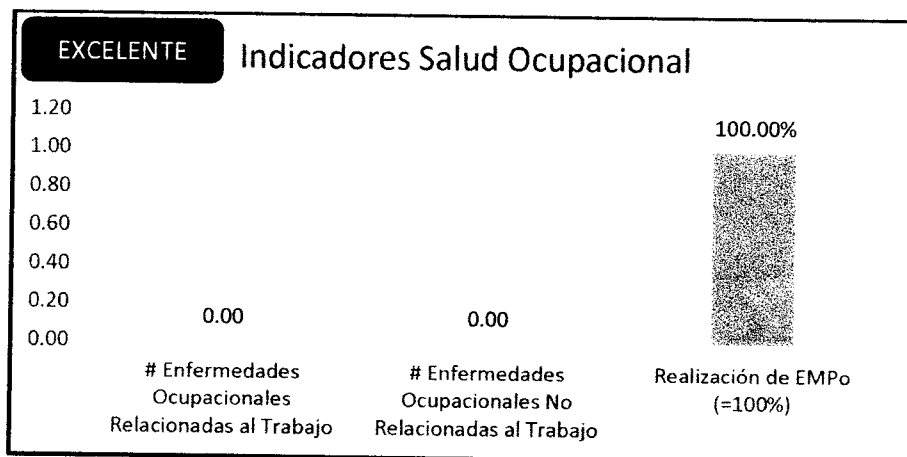 EXCELENTE
Indicadores Salud Ocupacional
1.20
1.00
0.80
0.60
0.40
0.20
0.00
0.00
0.00
100.00%
# Enfermedades
Ocupacionales
Relacionadas al Trabajo
# Enfermedades
Ocupacionales No
Relacionadas al Trabajo
Realización de EMPo
(=100%)